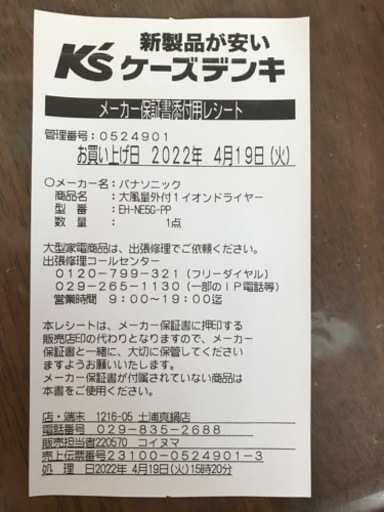 新製品が安い
K'sケーズデンキ
メーカー保証書添付用レシート
管理番号:0524901
お買い上げ日 2022年 4月19日(火)
○メーカー名:パナソニック
商品名:大風量外付1イオンドライヤー
型番:EH-NE5G-PP
数量: 1点
大型家電商品は、出張修理でご依頼ください。
出張修理コールセンター
0120-799-321(フリーダイヤル)
029-265-1130(一部のIP電話等)
営業時間 9:00~19:00迄
本レシートは、メーカー保証書に押印する
販売店印の代わりとなりますので、メーカー
保証書と一緒に、大切に保管してください
ますようお願いいたします。
メーカー保証書が付属されていない商品は
本書をご使用ください。
店・端末 1216-05 土浦真鍋店
電話番号 029-835-2688
販売担当者220570 コイヌマ
売上伝票番号23100-0524901-3
処理日2022年 4月19日(火)15時20分